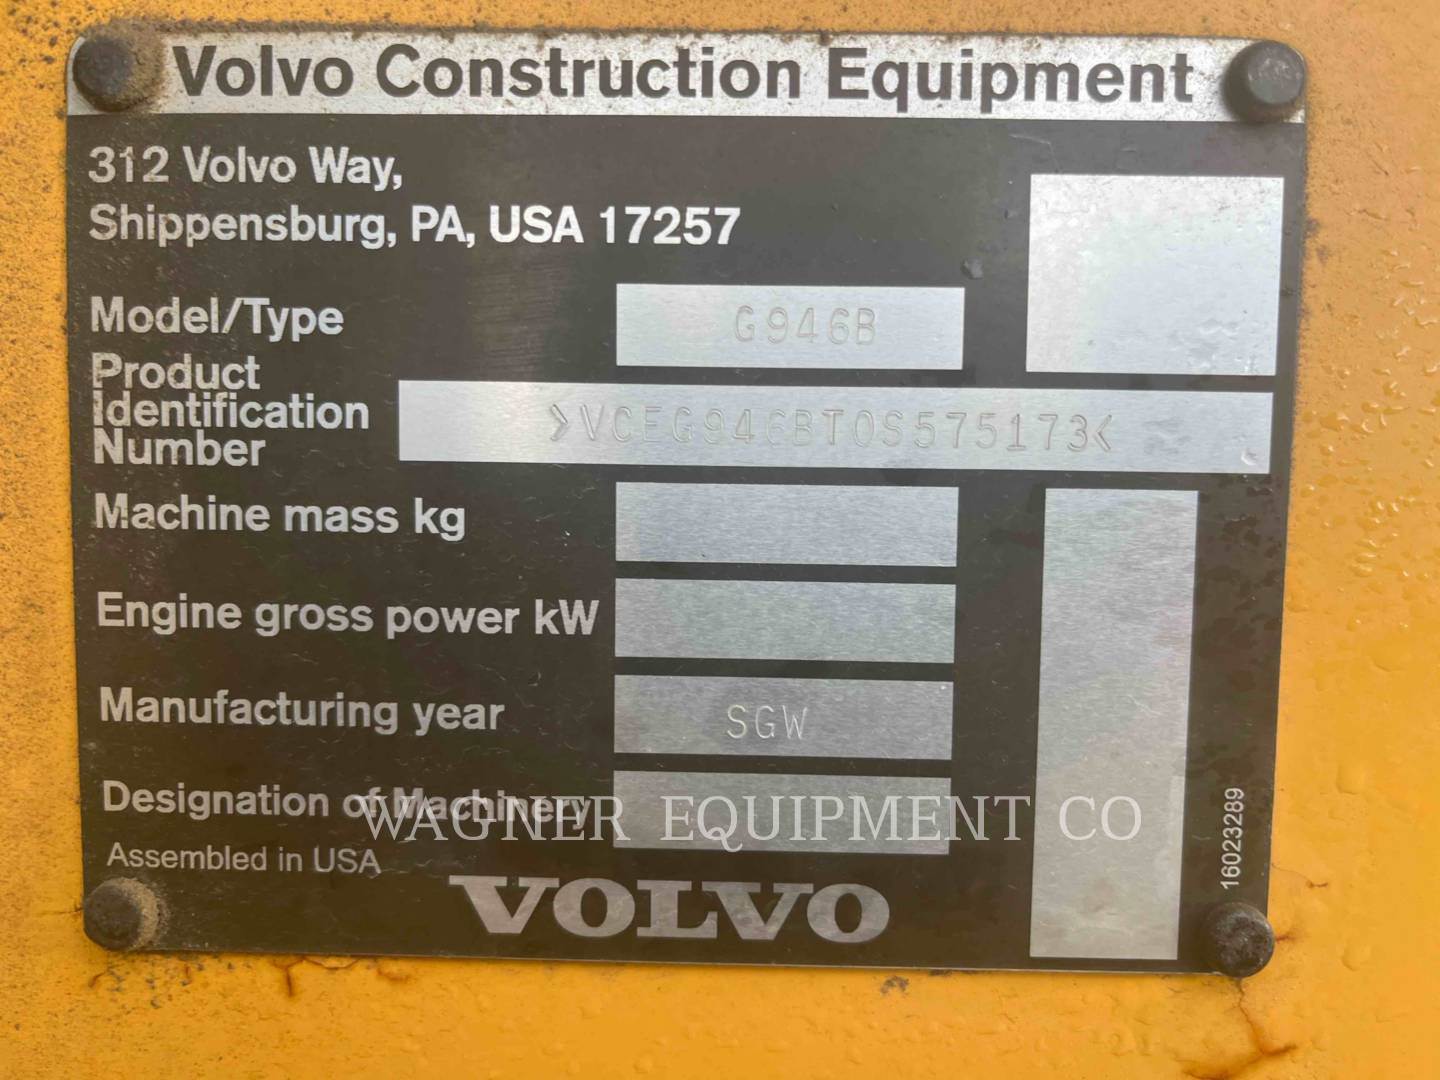 Volvo Construction Equipment
312 Volvo Way,
Shippensburg, PA, USA 17257
Model/Type G946B
Product
Identification
Number >VCEG946BT0S575173<
Machine mass kg
Engine gross power kW
Manufacturing year SGW
Designation of Machinery
WAGNER EQUIPMENT CO
Assembled in USA
VOLVO
16023289